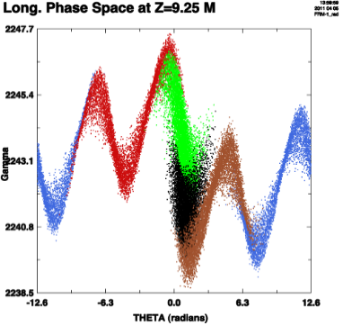 Long. Phase Space at Z=9.25 M
2247.7
2245.4
2243.1
2240.8
2238.5
Gamma
-12.6 -6.3 0.0 6.3 12.6
THETA (radians)